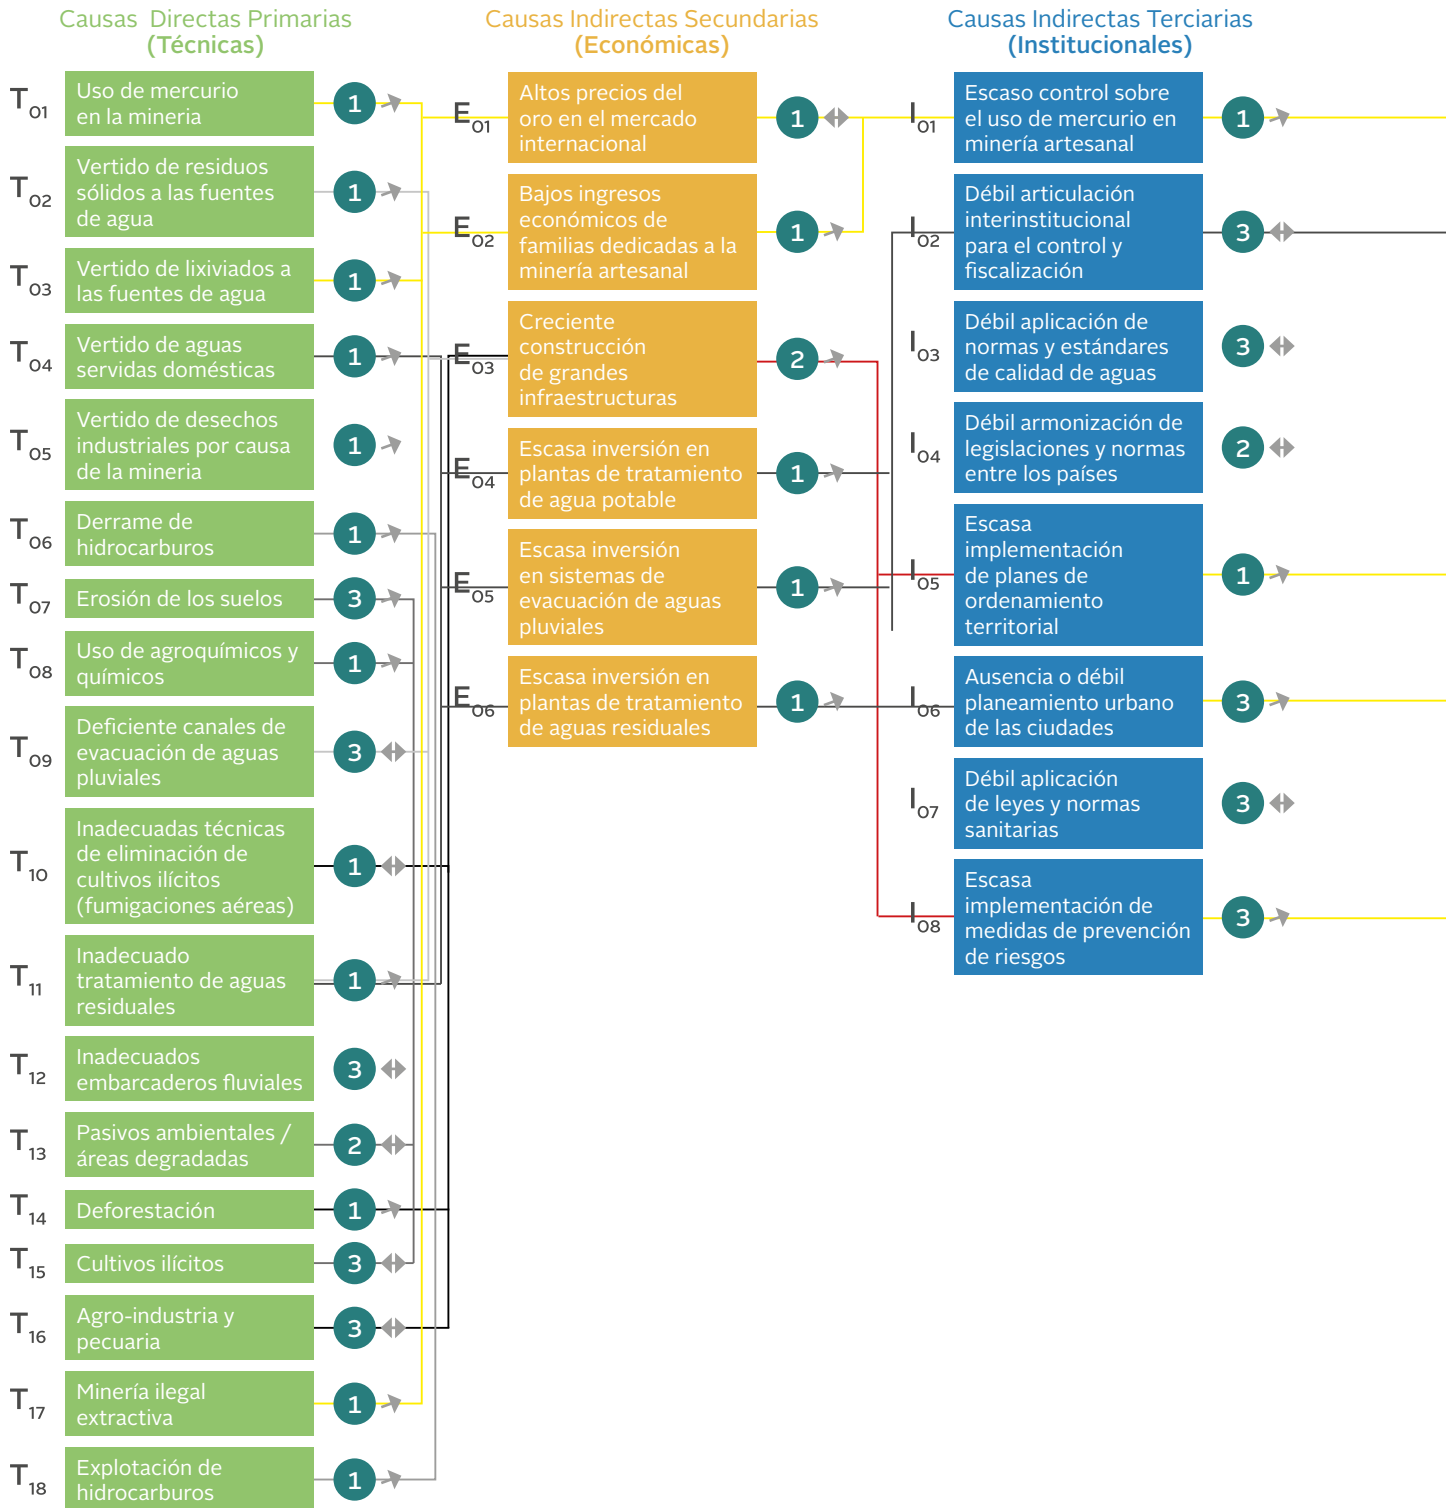 Causas Directas Primarias
(Técnicas)
T01
Uso de mercurio
en la mineria
1
T02
Vertido de residuos
sólidos a las fuentes
de agua
1
T03
Vertido de lixiviados a
las fuentes de agua
1
T04
Vertido de aguas
servidas domésticas
1
T05
Vertido de desechos
industriales por causa
de la mineria
1
T06
Derrame de
hidrocarburos
1
T07
Erosión de los suelos
3
T08
Uso de agroquímicos y
químicos
1
T09
Deficiente canales de
evacuación de aguas
pluviales
3
T10
Inadecuadas técnicas
de eliminación de
cultivos ilícitos
(fumigaciones aéreas)
1
T11
Inadecuado
tratamiento de aguas
residuales
1
T12
Inadecuados
embarcaderos fluviales
3
T13
Pasivos ambientales /
áreas degradadas
2
T14
Deforestación
1
T15
Cultivos ilícitos
3
T16
Agro-industria y
pecuaria
3
T17
Minería ilegal
extractiva
1
T18
Explotación de
hidrocarburos
1
Causas Indirectas Secundarias
(Económicas)
E01
Altos precios del
oro en el mercado
internacional
1
E02
Bajos ingresos
económicos de
familias dedicadas a la
minería artesanal
1
E03
Creciente
construcción
de grandes
infraestructuras
2
E04
Escasa inversión en
plantas de tratamiento
de agua potable
1
E05
Escasa inversión
en sistemas de
evacuación de aguas
pluviales
1
E06
Escasa inversión en
plantas de tratamiento
de aguas residuales
1
Causas Indirectas Terciarias
(Institucionales)
I01
Escaso control sobre
el uso de mercurio en
minería artesanal
1
I02
Débil articulación
interinstitucional
para el control y
fiscalización
3
I03
Débil aplicación de
normas y estándares
de calidad de aguas
3
I04
Débil armonización de
legislaciones y normas
entre los países
2
I05
Escasa
implementación
de planes de
ordenamiento
territorial
1
I06
Ausencia o débil
planeamiento urbano
de las ciudades
3
I07
Débil aplicación
de leyes y normas
sanitarias
3
I08
Escasa
implementación de
medidas de prevención
de riesgos
3